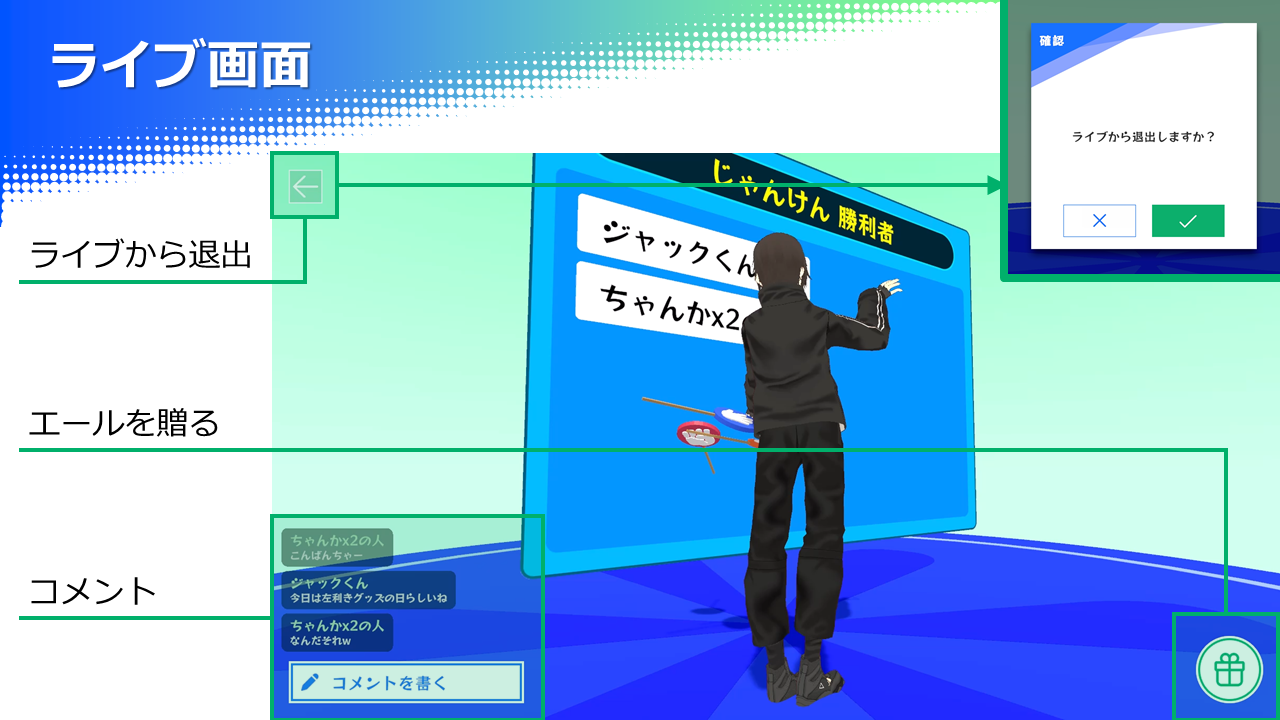 ライブ画面
確認
ライブから退出しますか？
じゃんけん 勝利者
ジャックくん
ちゃんかx2
ライブから退出
エールを贈る
コメント
ちゃんかx2の人
こんばんちゃー
ジャックくん
今日は左利きグッズの日らしいね
ちゃんかx2の人
なんだそれw
コメントを書く